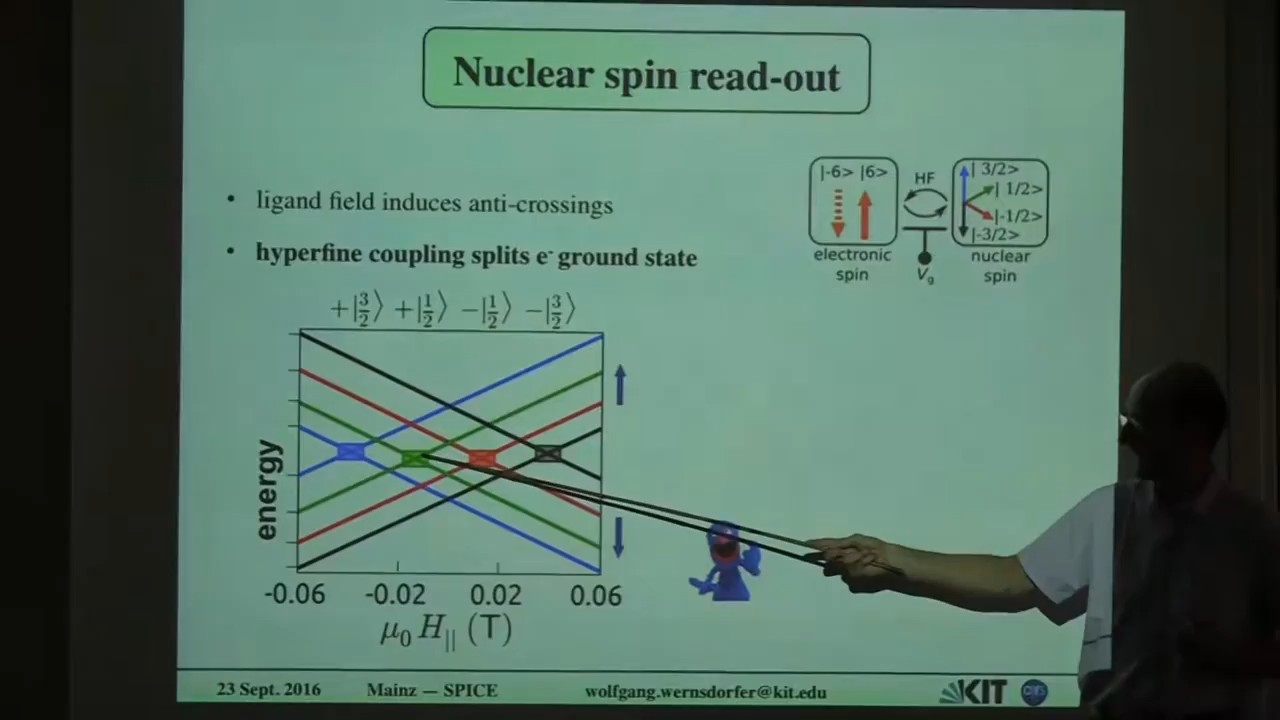 Nuclear spin read-out
• ligand field induces anti-crossings
• hyperfine coupling splits e- ground state
|-6> |6>
electronic
spin
HF
Vg
| 3/2>
| 1/2>
|-1/2>
|-3/2>
nuclear
spin
+|3/2⟩ +|1/2⟩ −|1/2⟩ −|3/2⟩
energy
-0.06 -0.02 0.02 0.06
μ0 H|| (T)
23 Sept. 2016 Mainz — SPICE wolfgang.wernsdorfer@kit.edu KIT